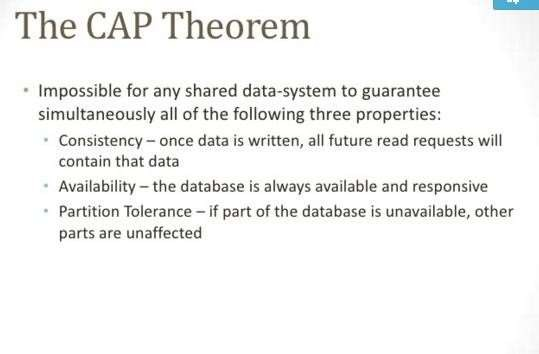 The CAP Theorem
• Impossible for any shared data-system to guarantee
simultaneously all of the following three properties:
• Consistency – once data is written, all future read requests will
contain that data
• Availability – the database is always available and responsive
• Partition Tolerance – if part of the database is unavailable, other
parts are unaffected